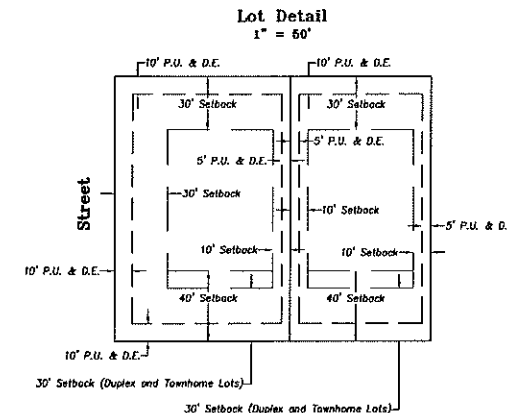 Lot Detail
1" = 50'
10' P.U. & D.E.
10' P.U. & D.E.
30' Setback
30' Setback
5' P.U. & D.E.
5' P.U. & D.E.
30' Setback
10' Setback
Street
5' P.U. & D.
10' Setback
10' Setback
10' P.U. & D.E.
40' Setback
40' Setback
10' P.U. & D.E.
30' Setback (Duplex and Townhome Lots)
30' Setback (Duplex and Townhome Lots)